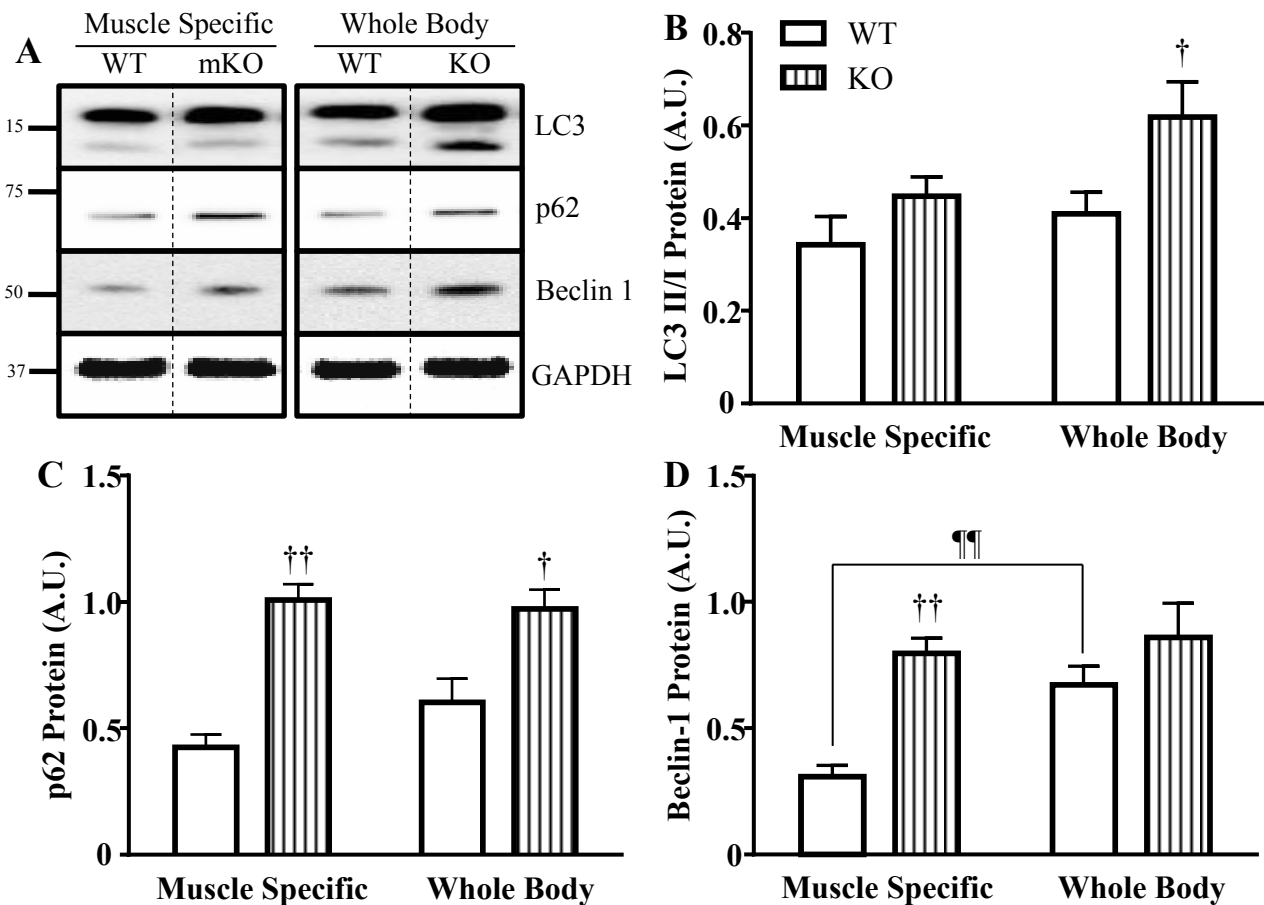 A
Muscle Specific
Whole Body
WT
mKO
WT
KO
15
LC3
75
p62
50
Beclin 1
37
GAPDH
B
WT
KO
LC3 II/I Protein (A.U.)
0.8
0.6
0.4
0.2
0
†
Muscle Specific
Whole Body
C
p62 Protein (A.U.)
1.5
1.0
0.5
0
††
†
Muscle Specific
Whole Body
D
Beclin-1 Protein (A.U.)
1.5
1.0
0.5
0
¶¶
††
Muscle Specific
Whole Body